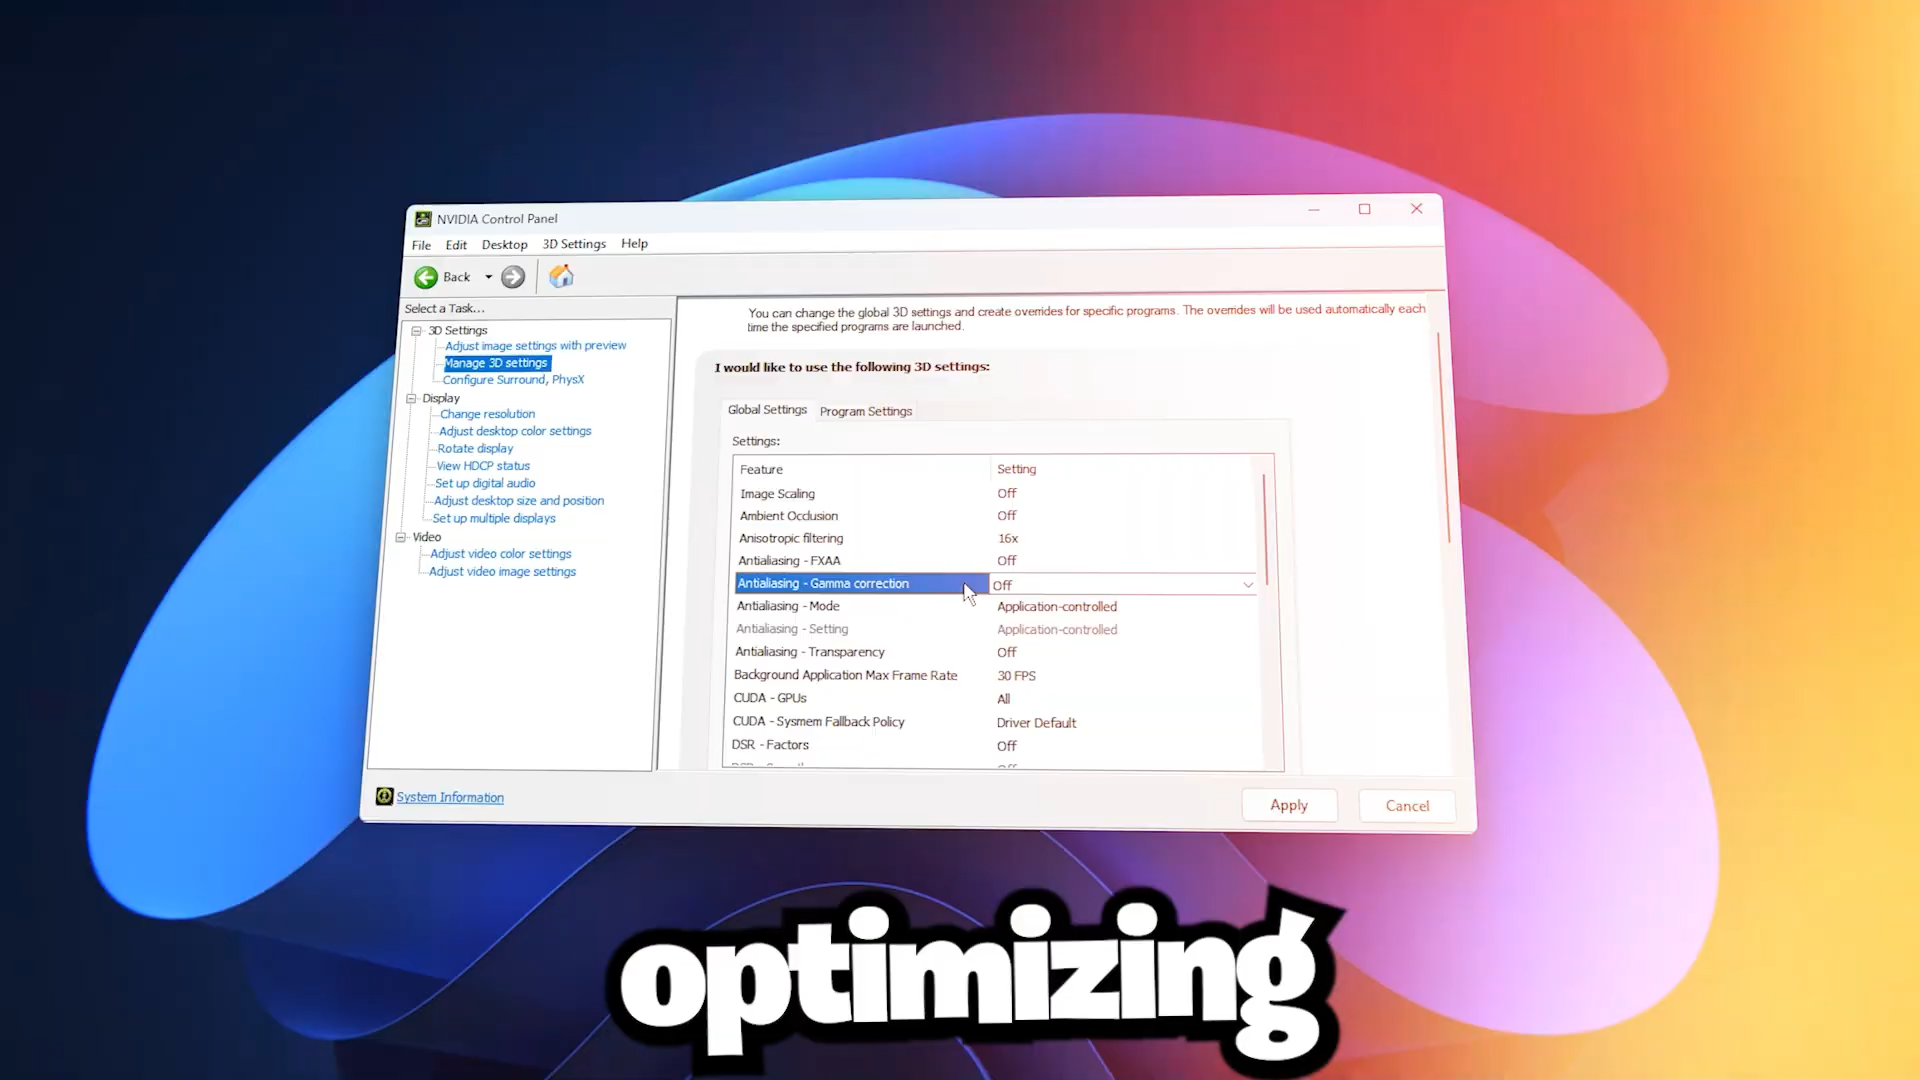 NVIDIA Control Panel
File Edit Desktop 3D Settings Help
Back
Select a Task...
3D Settings
Adjust image settings with preview
Manage 3D settings
Configure Surround, PhysX
Display
Change resolution
Adjust desktop color settings
Rotate display
View HDCP status
Set up digital audio
Adjust desktop size and position
Set up multiple displays
Video
Adjust video color settings
Adjust video image settings
System Information
You can change the global 3D settings and create overrides for specific programs. The overrides will be used automatically each
time the specified programs are launched.
I would like to use the following 3D settings:
Global Settings Program Settings
Settings:
Feature Setting
Image Scaling Off
Ambient Occlusion Off
Anisotropic filtering 16x
Antialiasing - FXAA Off
Antialiasing - Gamma correction Off
Antialiasing - Mode Application-controlled
Antialiasing - Setting Application-controlled
Antialiasing - Transparency Off
Background Application Max Frame Rate 30 FPS
CUDA - GPUs All
CUDA - Sysmem Fallback Policy Driver Default
DSR - Factors Off
Apply Cancel
optimizing